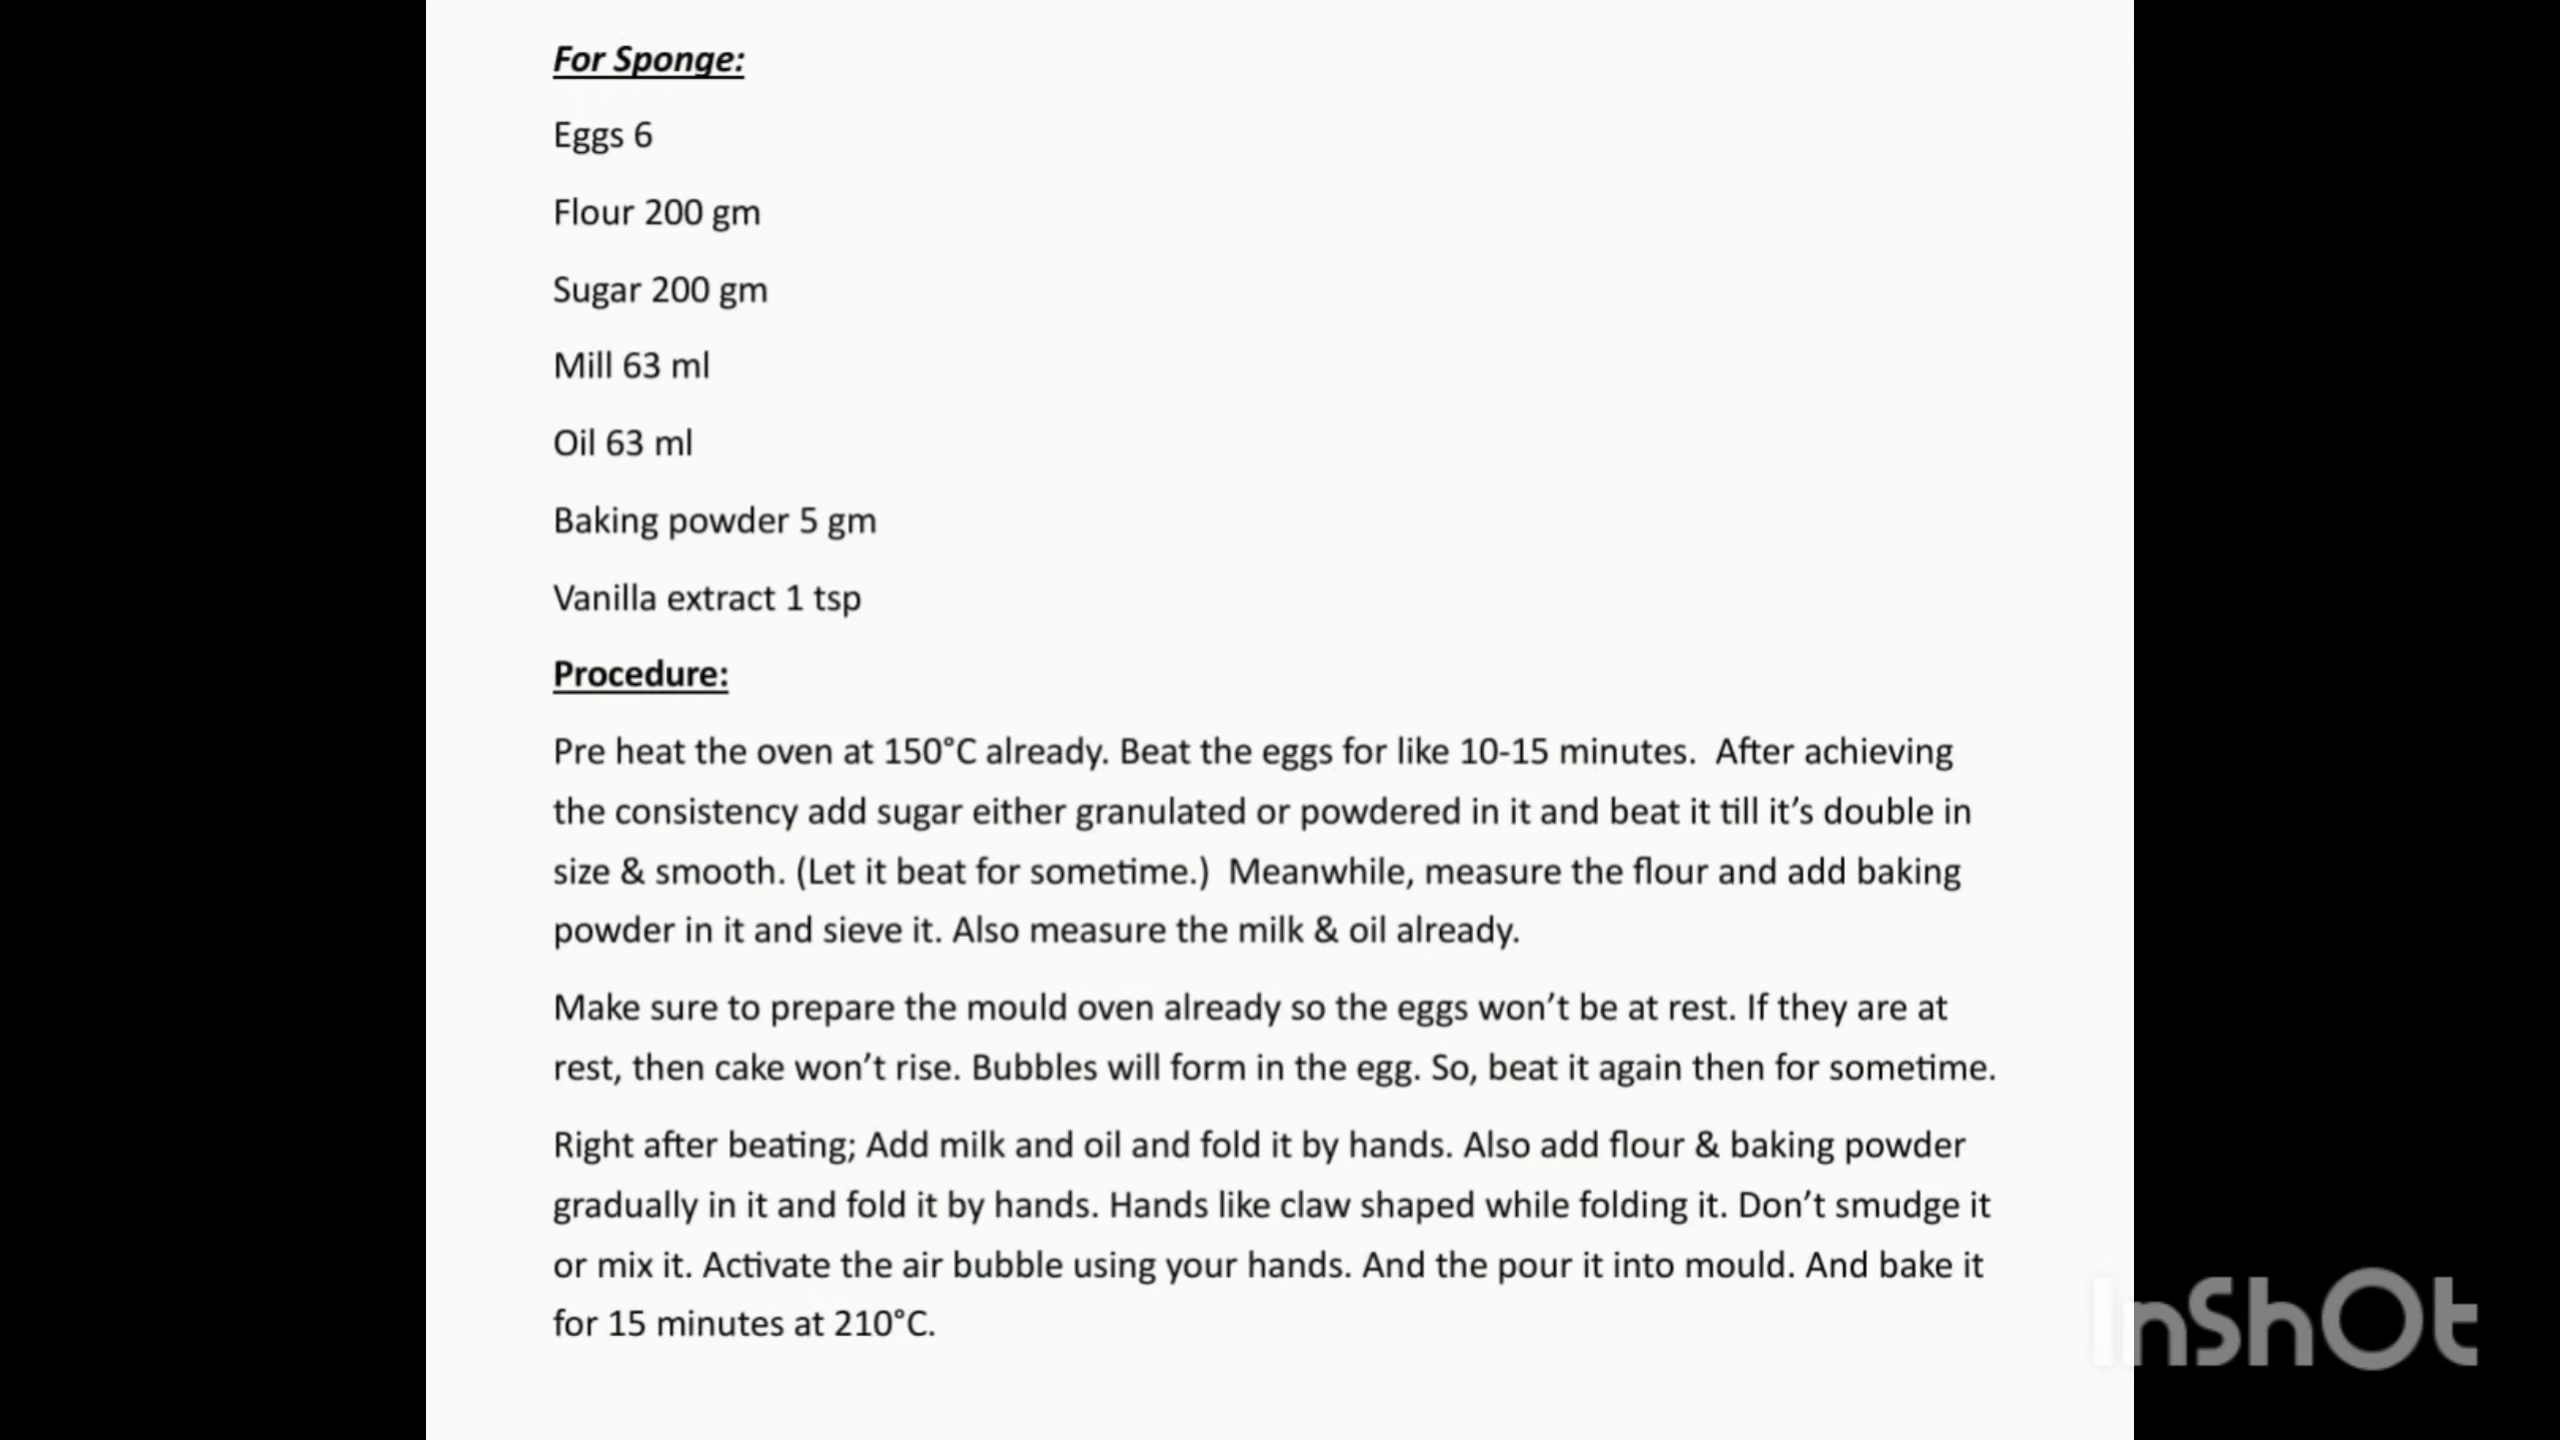 For Sponge:
Eggs 6
Flour 200 gm
Sugar 200 gm
Mill 63 ml
Oil 63 ml
Baking powder 5 gm
Vanilla extract 1 tsp
Procedure:
Pre heat the oven at 150°C already. Beat the eggs for like 10-15 minutes.  After achieving
the consistency add sugar either granulated or powdered in it and beat it till it’s double in
size & smooth. (Let it beat for sometime.)  Meanwhile, measure the flour and add baking
powder in it and sieve it. Also measure the milk & oil already.
Make sure to prepare the mould oven already so the eggs won’t be at rest. If they are at
rest, then cake won’t rise. Bubbles will form in the egg. So, beat it again then for sometime.
Right after beating; Add milk and oil and fold it by hands. Also add flour & baking powder
gradually in it and fold it by hands. Hands like claw shaped while folding it. Don’t smudge it
or mix it. Activate the air bubble using your hands. And the pour it into mould. And bake it
for 15 minutes at 210°C.
InShOt